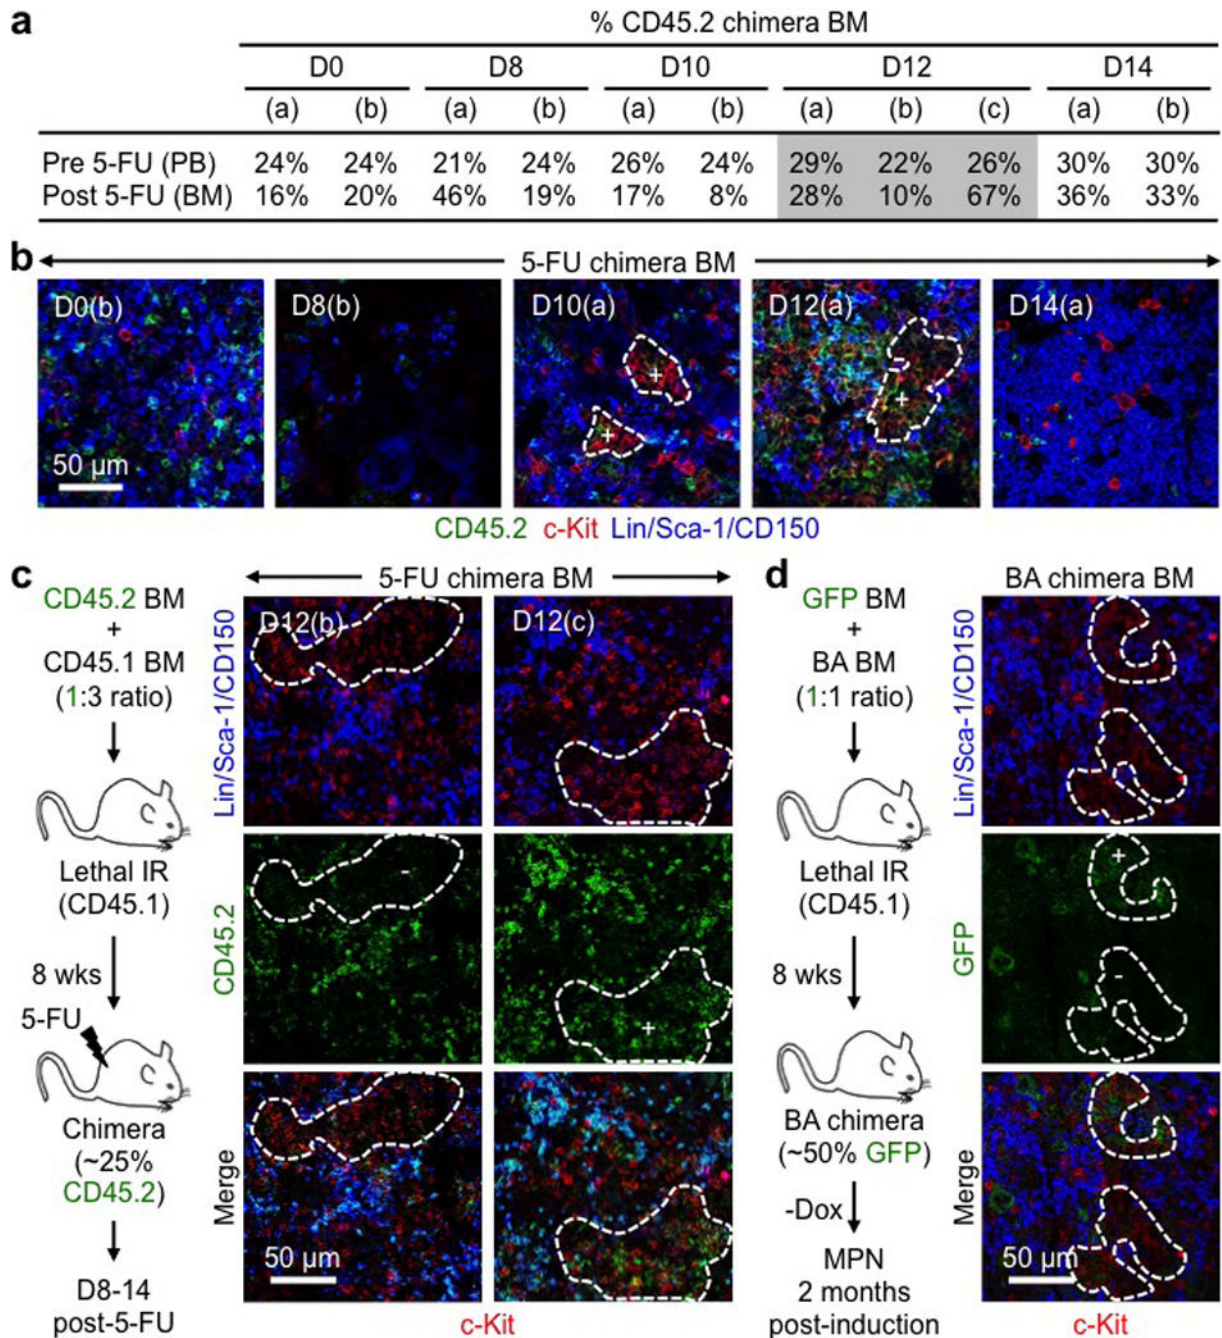 a
% CD45.2 chimera BM
D0 D8 D10 D12 D14
(a) (b) (a) (b) (a) (b) (a) (b) (c) (a) (b)
Pre 5-FU (PB) 24% 24% 21% 24% 26% 24% 29% 22% 26% 30% 30%
Post 5-FU (BM) 16% 20% 46% 19% 17% 8% 28% 10% 67% 36% 33%
b
5-FU chimera BM
D0(b) D8(b) D10(a) D12(a) D14(a)
+ + - +
50 µm
CD45.2 c-Kit Lin/Sca-1/CD150
c
CD45.2 BM
+
CD45.1 BM
(1:3 ratio)
Lethal IR
(CD45.1)
8 wks
5-FU
Chimera
(~25%
CD45.2)
D8-14
post-5-FU
5-FU chimera BM
D12(b) D12(c)
Lin/Sca-1/CD150
CD45.2
- +
Merge
50 µm
c-Kit
d
GFP BM
+
BA BM
(1:1 ratio)
Lethal IR
(CD45.1)
8 wks
BA chimera
(~50% GFP)
-Dox
MPN
2 months
post-induction
BA chimera BM
Lin/Sca-1/CD150
GFP
+
-
Merge
50 µm
c-Kit